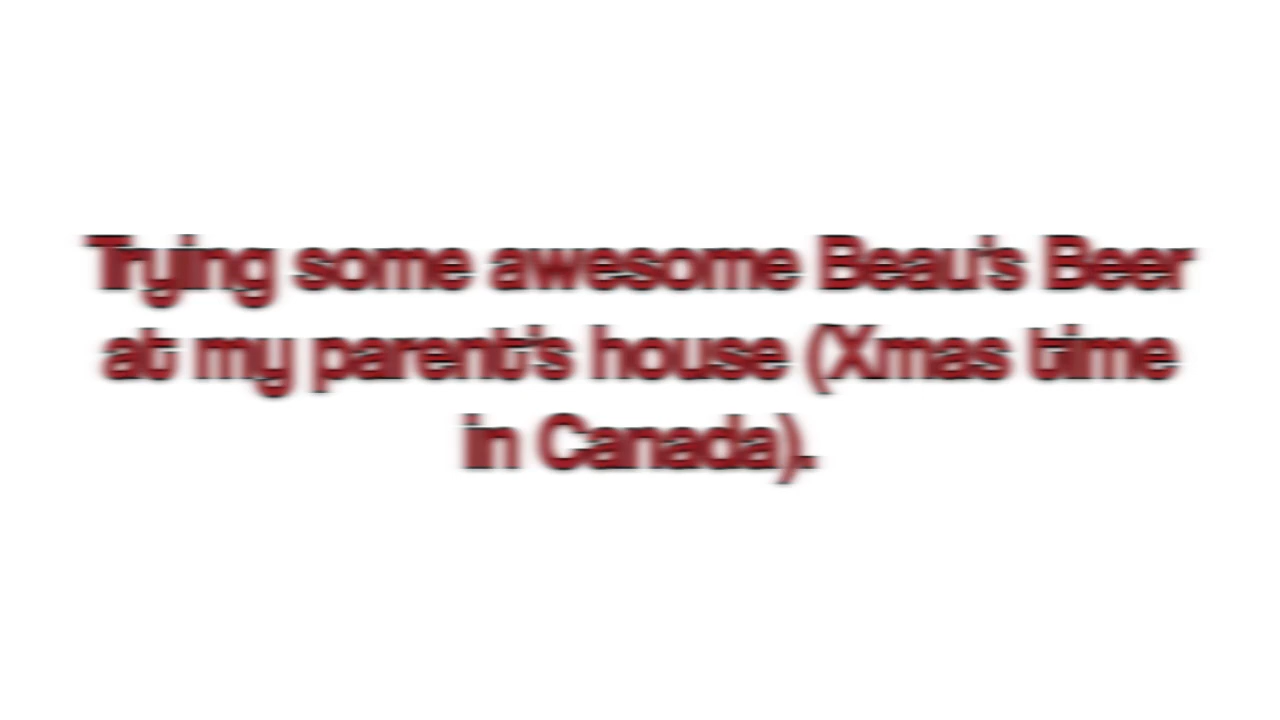 Trying some awesome Beau's Beer
at my parent's house (Xmas time
in Canada).